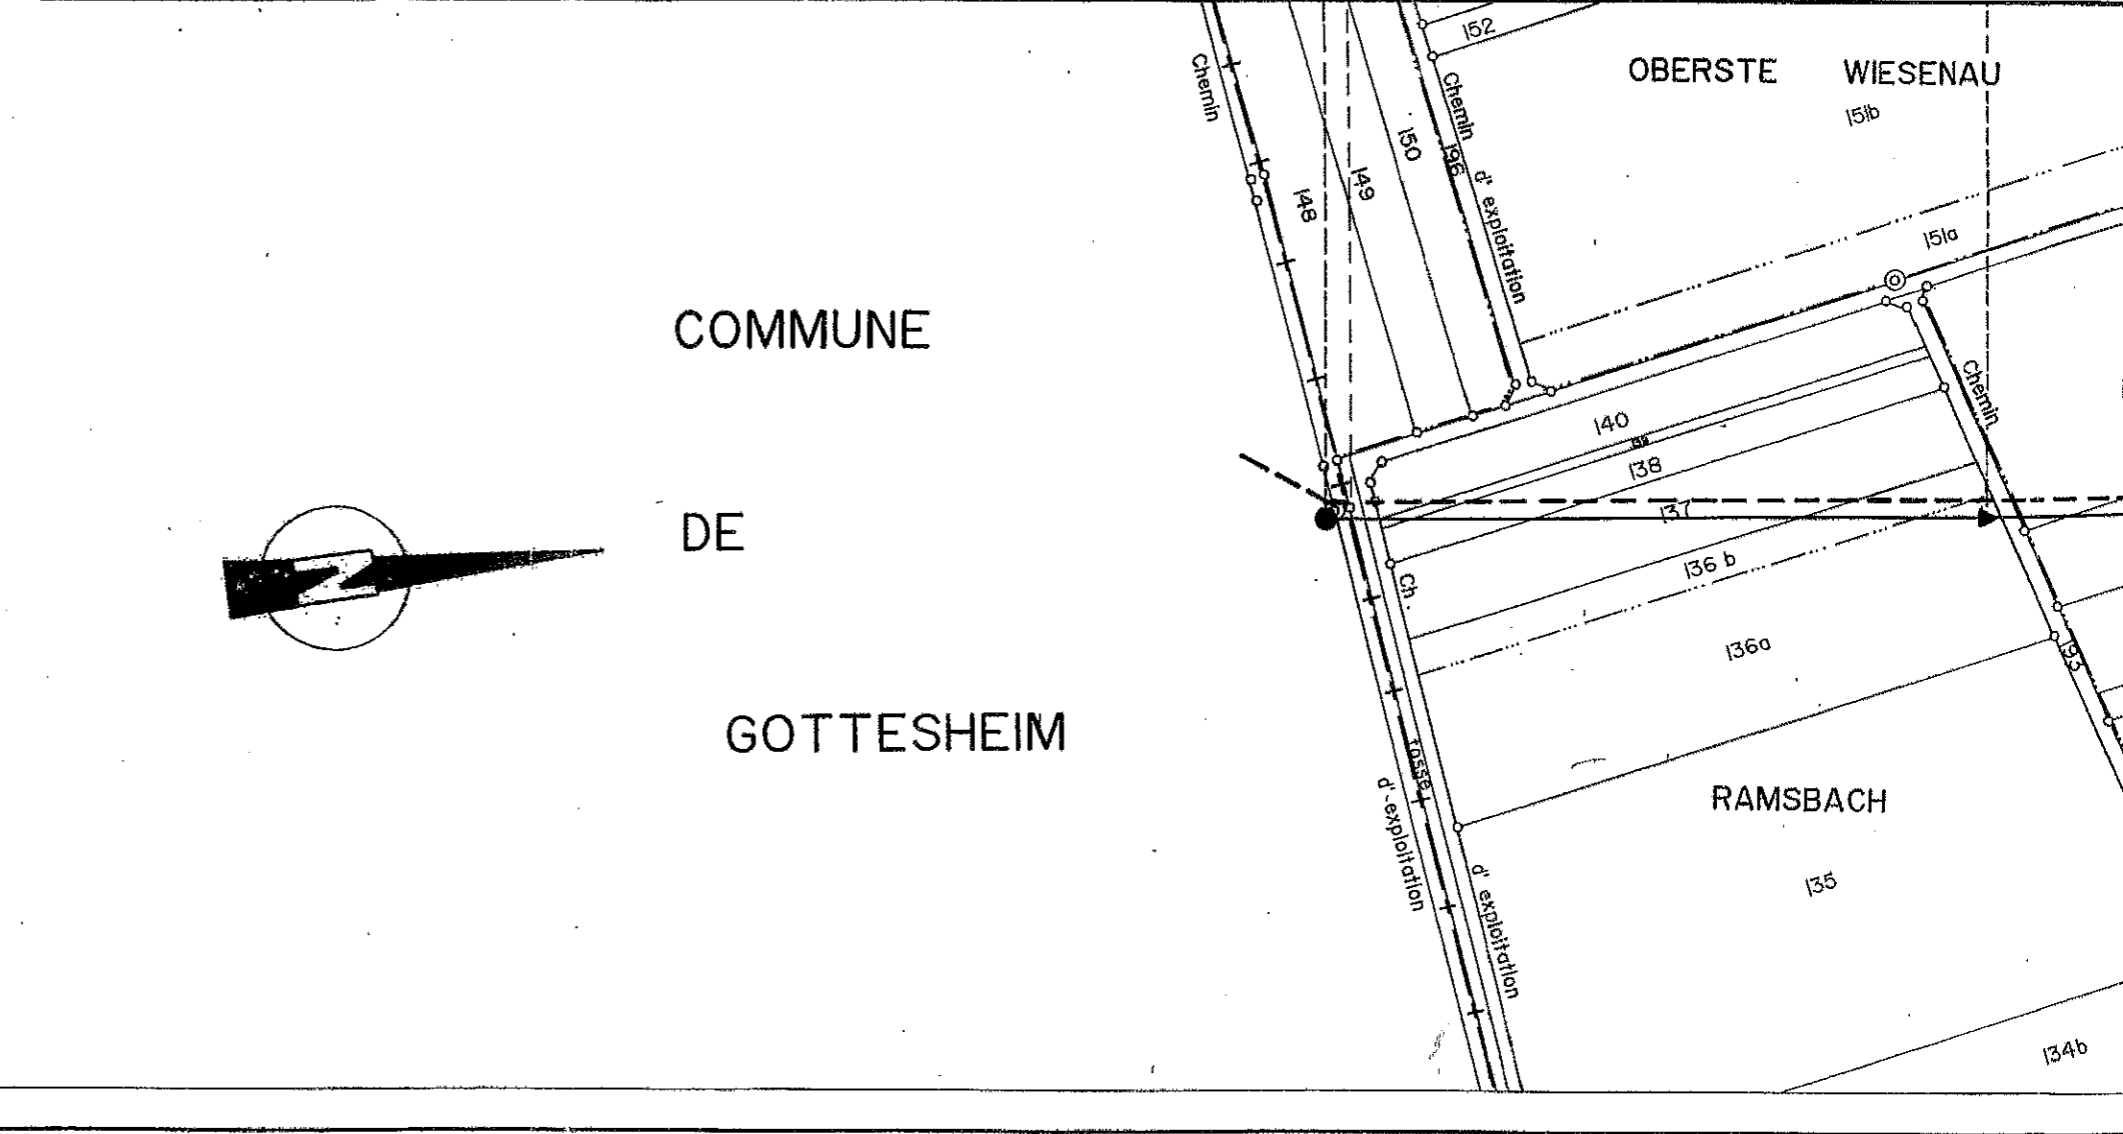 152
OBERSTE WIESENAU
151b
Chemin
Chemin d' exploitation
196
150
149
148
151a
Chemin
140
138
137
COMMUNE
DE
GOTTESHEIM
N
136 b
Ch.
136a
193
fossé
d' exploitation
d' exploitation
RAMSBACH
135
134b